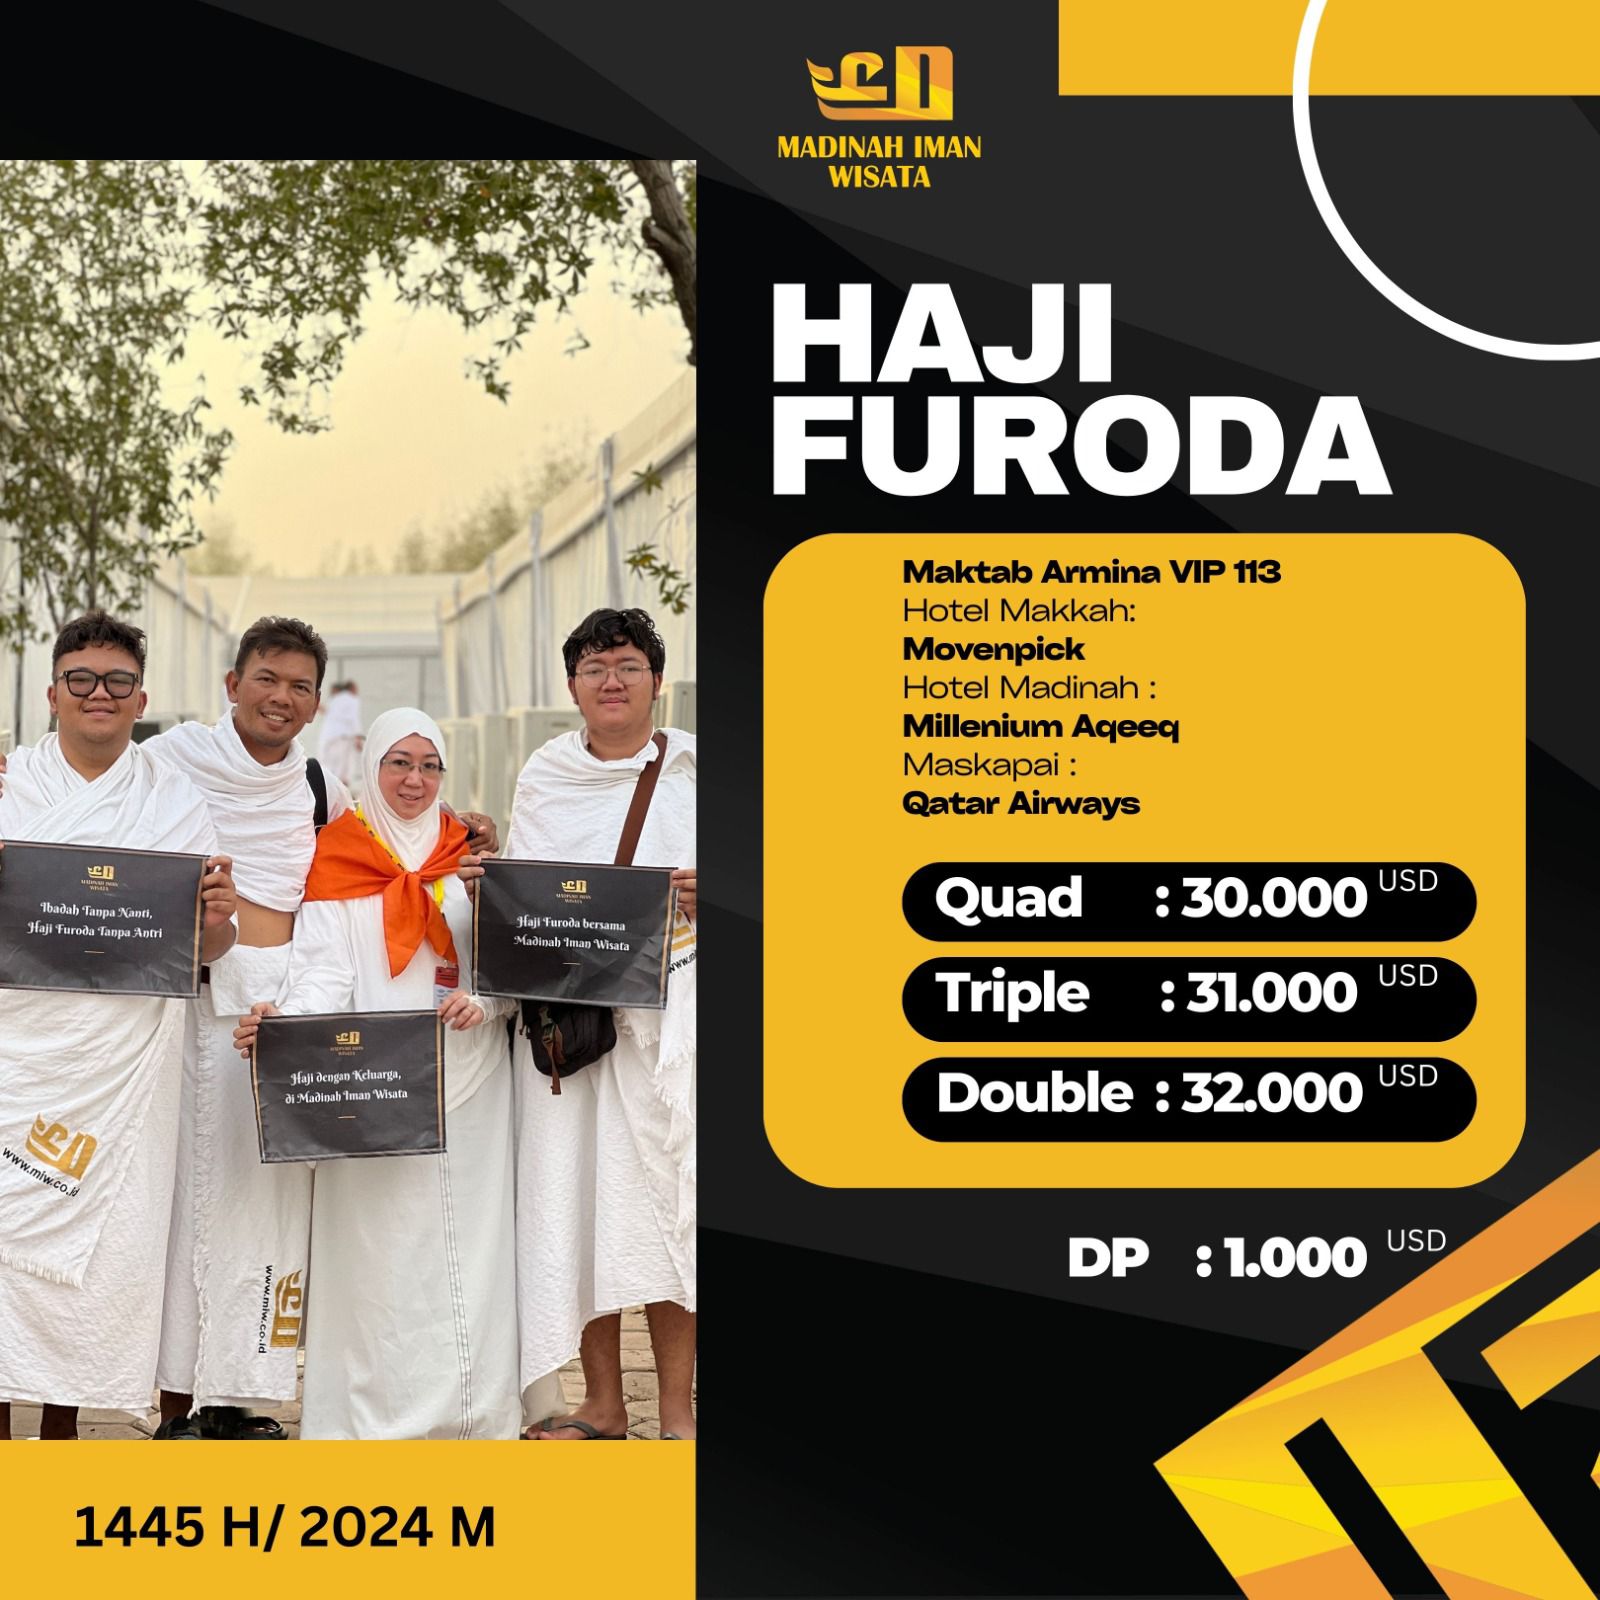 MADINAH IMAN
WISATA
HAJI
FURODA
Maktab Armina VIP 113
Hotel Makkah:
Movenpick
Hotel Madinah :
Millenium Aqeeq
Maskapai :
Qatar Airways
Quad : 30.000 USD
Triple : 31.000 USD
Double : 32.000 USD
DP : 1.000 USD
MADINAH IMAN
WISATA
Ibadah Tanpa Nanti,
Haji Furoda Tanpa Antri
MADINAH IMAN
WISATA
Haji Furoda bersama
Madinah Iman Wisata
MADINAH IMAN
WISATA
Haji dengan Keluarga,
di Madinah Iman Wisata
www.miw.co.id
www.miw.co.id
1445 H/ 2024 M